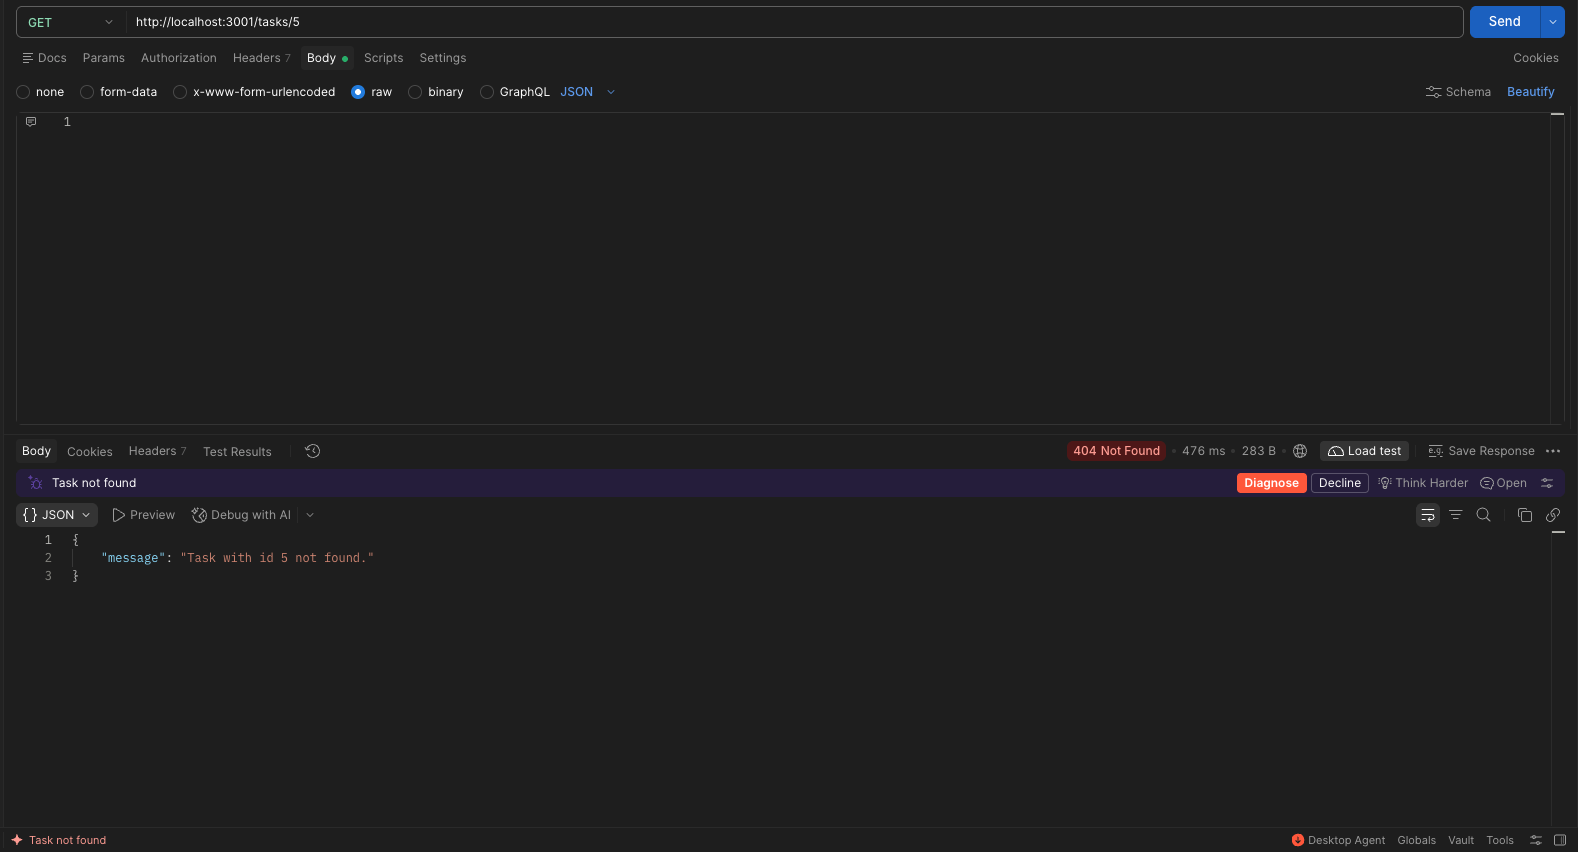 GET http://localhost:3001/tasks/5 Send
Docs Params Authorization Headers 7 Body Scripts Settings Cookies
none form-data x-www-form-urlencoded raw binary GraphQL JSON Schema Beautify
1
Body Cookies Headers 7 Test Results 404 Not Found 476 ms 283 B Load test e.g. Save Response
Task not found Diagnose Decline Think Harder Open
{} JSON Preview Debug with AI
1 {
2 "message": "Task with id 5 not found."
3 }
Task not found Desktop Agent Globals Vault Tools